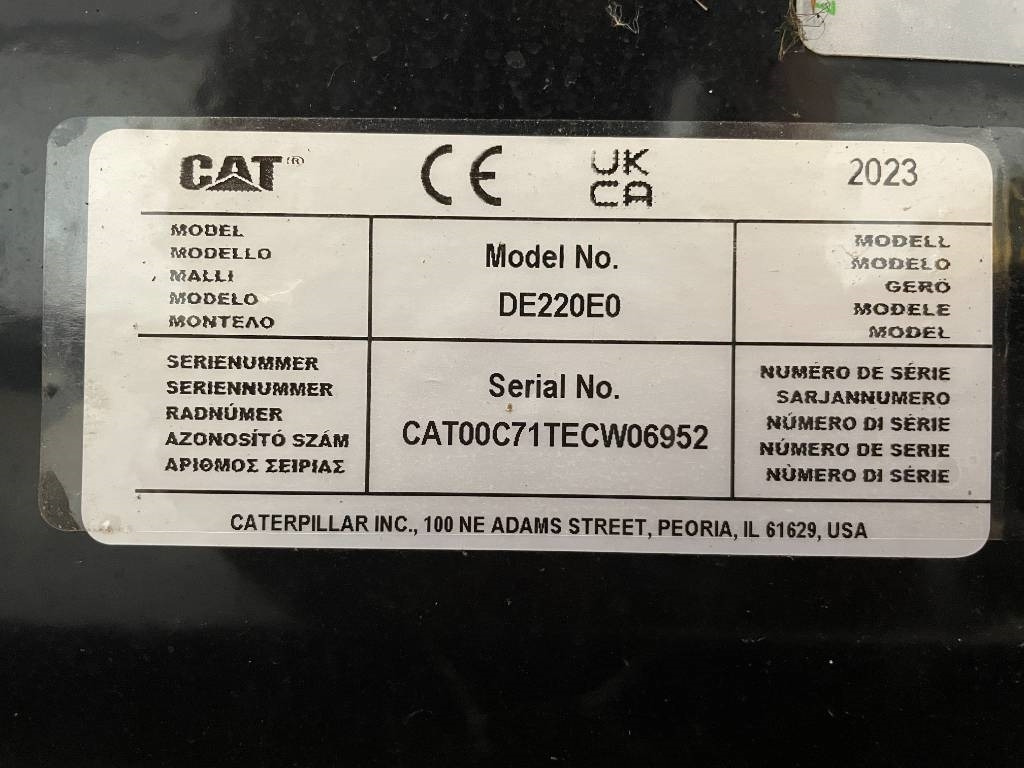 CAT® CE UK CA 2023
MODEL
MODELLO
MALLI
MODELO
ΜΟΝΤΕΛΟ
Model No.
DE220E0
MODELL
MODELO
GERÖ
MODELE
MODEL
SERIENUMMER
SERIENNUMMER
RADNÚMER
AZONOSÍTÓ SZÁM
ΑΡΙΘΜΟΣ ΣΕΙΡΙΑΣ
Serial No.
CAT00C71TECW06952
NUMÉRO DE SÉRIE
SARJANNUMERO
NÚMERO DI SÉRIE
NÚMERO DE SERIE
NÙMERO DI SÉRIE
CATERPILLAR INC., 100 NE ADAMS STREET, PEORIA, IL 61629, USA